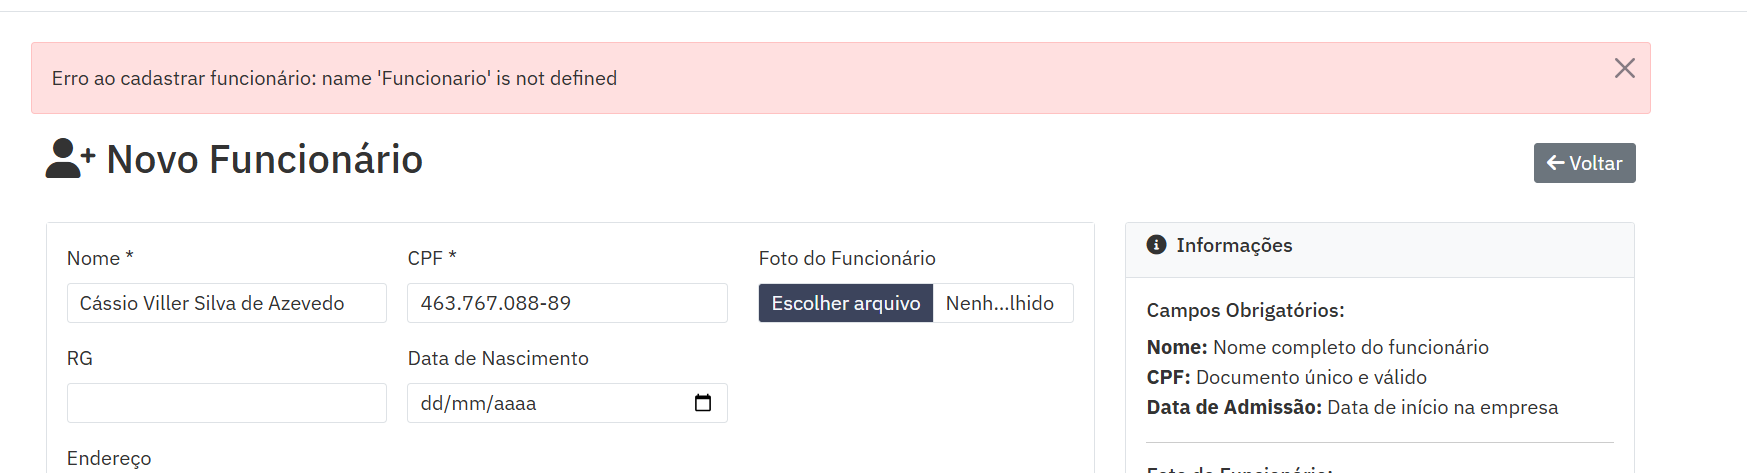 Erro ao cadastrar funcionário: name 'Funcionario' is not defined
Novo Funcionário
Voltar
Nome *
CPF *
Foto do Funcionário
Cássio Viller Silva de Azevedo
463.767.088-89
Escolher arquivo
Nenh...lhido
RG
Data de Nascimento
dd/mm/aaaa
Endereço
Informações
Campos Obrigatórios:
Nome: Nome completo do funcionário
CPF: Documento único e válido
Data de Admissão: Data de início na empresa
Foto do Funcionário: